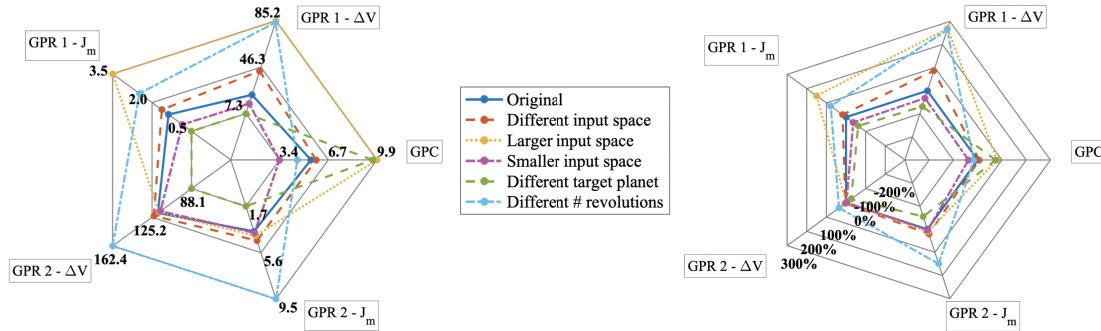 85.2
GPR 1 - ΔV
GPR 1 - Jm
3.5
46.3
2.0
7.3
0.5
3.4
6.7
9.9
GPC
88.1
1.7
125.2
5.6
162.4
GPR 2 - ΔV
9.5
GPR 2 - Jm
Original
Different input space
Larger input space
Smaller input space
Different target planet
Different # revolutions
GPR 1 - ΔV
GPR 1 - Jm
GPC
-200%
-100%
0%
100%
200%
300%
GPR 2 - ΔV
GPR 2 - Jm